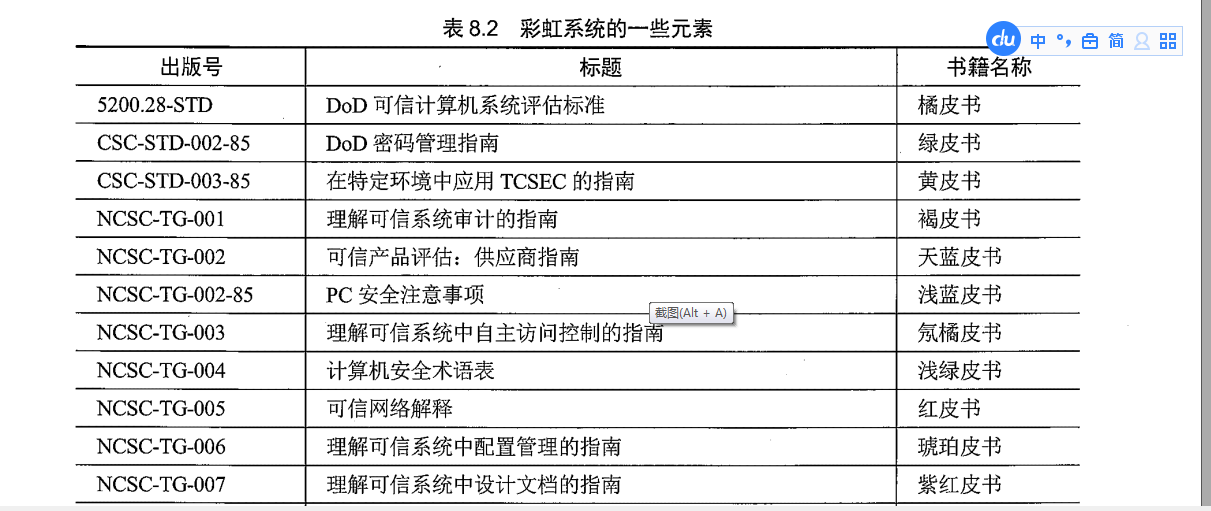 表 8.2 彩虹系统的一些元素
中 °, 简
出版号 标题 书籍名称
5200.28-STD DoD 可信计算机系统评估标准 橘皮书
CSC-STD-002-85 DoD 密码管理指南 绿皮书
CSC-STD-003-85 在特定环境中应用 TCSEC 的指南 黄皮书
NCSC-TG-001 理解可信系统审计的指南 褐皮书
NCSC-TG-002 可信产品评估：供应商指南 天蓝皮书
NCSC-TG-002-85 PC 安全注意事项 浅蓝皮书
截图(Alt + A)
NCSC-TG-003 理解可信系统中自主访问控制的指南 氖橘皮书
NCSC-TG-004 计算机安全术语表 浅绿皮书
NCSC-TG-005 可信网络解释 红皮书
NCSC-TG-006 理解可信系统中配置管理的指南 琥珀皮书
NCSC-TG-007 理解可信系统中设计文档的指南 紫红皮书